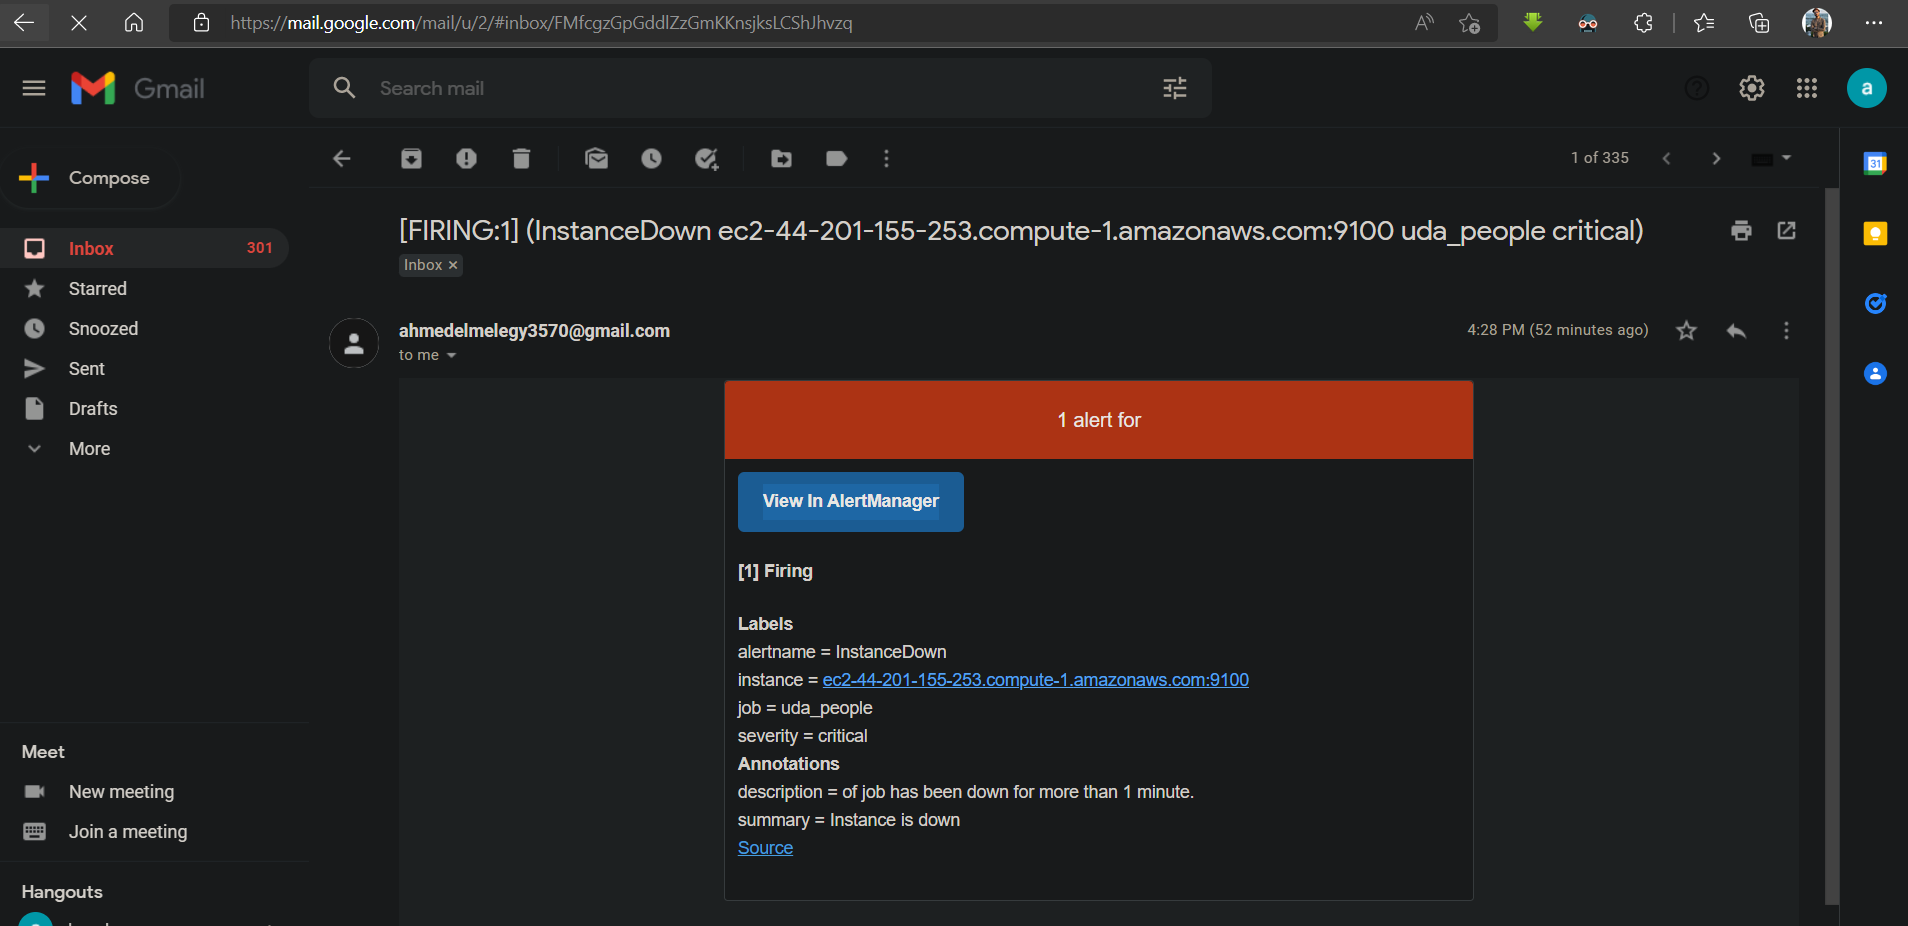 https://mail.google.com/mail/u/2/#inbox/FMfcgzGpGddlZzGmKKnsjksLCShJhvzq
Gmail
Search mail
a
Compose
1 of 335
31
[FIRING:1] (InstanceDown ec2-44-201-155-253.compute-1.amazonaws.com:9100 uda_people critical)
Inbox ×
Inbox 301
Starred
Snoozed
Sent
Drafts
More
ahmedelmelegy3570@gmail.com
4:28 PM (52 minutes ago)
to me
1 alert for
View In AlertManager
[1] Firing
Labels
alertname = InstanceDown
instance = ec2-44-201-155-253.compute-1.amazonaws.com:9100
job = uda_people
severity = critical
Annotations
description = of job has been down for more than 1 minute.
summary = Instance is down
Source
Meet
New meeting
Join a meeting
Hangouts